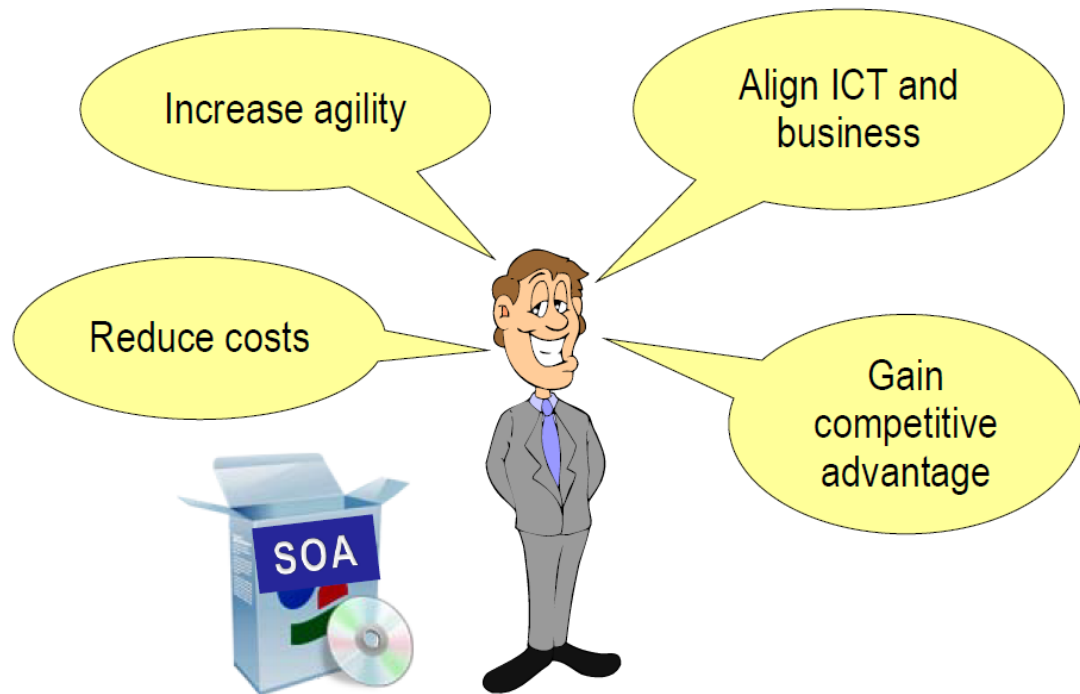 Increase agility
Align ICT and
business
Reduce costs
Gain
competitive
advantage
SOA